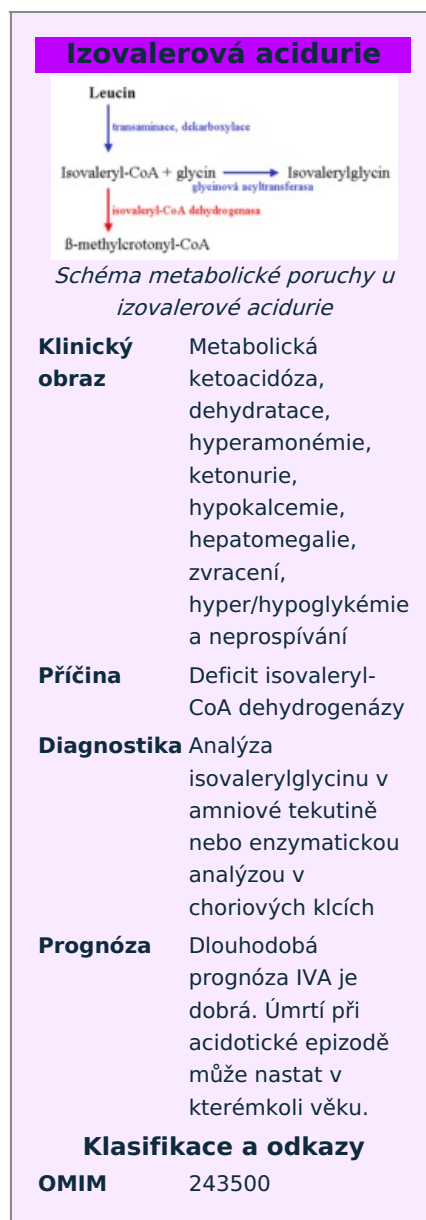 Izovalerová acidurie
Leucin
transaminace, dekarboxylace
Isovaleryl-CoA + glycin Isovalerylglycin
glycinová acyltransferasa
isovaleryl-CoA dehydrogenasa
ß-methylcrotonyl-CoA
Schéma metabolické poruchy u
izovalerové acidurie
Klinický Metabolická
obraz ketoacidóza,
dehydratace,
hyperamonémie,
ketonurie,
hypokalcemie,
hepatomegalie,
zvracení,
hyper/hypoglykémie
a neprospívání
Příčina Deficit isovaleryl-
CoA dehydrogenázy
Diagnostika Analýza
isovalerylglycinu v
amniové tekutině
nebo enzymatickou
analýzou v
choriových klcích
Prognóza Dlouhodobá
prognóza IVA je
dobrá. Úmrtí při
acidotické epizodě
může nastat v
kterémkoli věku.
Klasifikace a odkazy
OMIM 243500